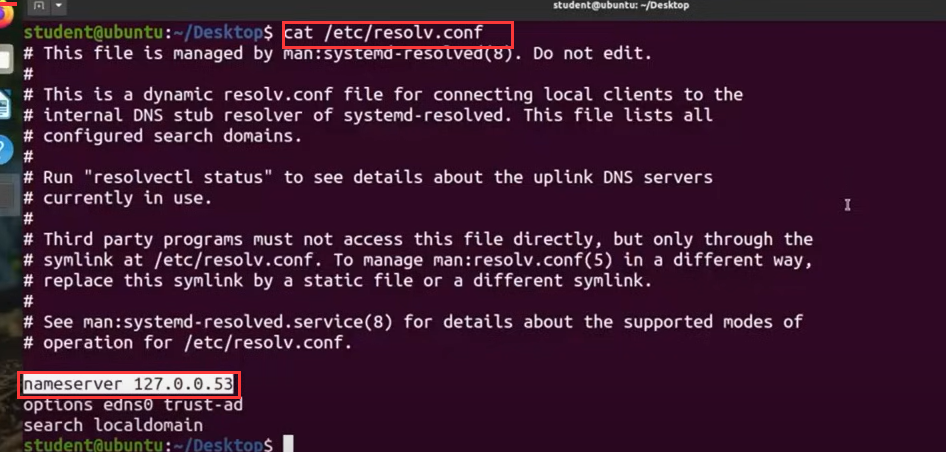 student@ubuntu: ~/Desktop
student@ubuntu:~/Desktop$ cat /etc/resolv.conf
# This file is managed by man:systemd-resolved(8). Do not edit.
#
# This is a dynamic resolv.conf file for connecting local clients to the
# internal DNS stub resolver of systemd-resolved. This file lists all
# configured search domains.
#
# Run "resolvectl status" to see details about the uplink DNS servers
# currently in use.
#
# Third party programs must not access this file directly, but only through the
# symlink at /etc/resolv.conf. To manage man:resolv.conf(5) in a different way,
# replace this symlink by a static file or a different symlink.
#
# See man:systemd-resolved.service(8) for details about the supported modes of
# operation for /etc/resolv.conf.
nameserver 127.0.0.53
options edns0 trust-ad
search localdomain
student@ubuntu:~/Desktop$